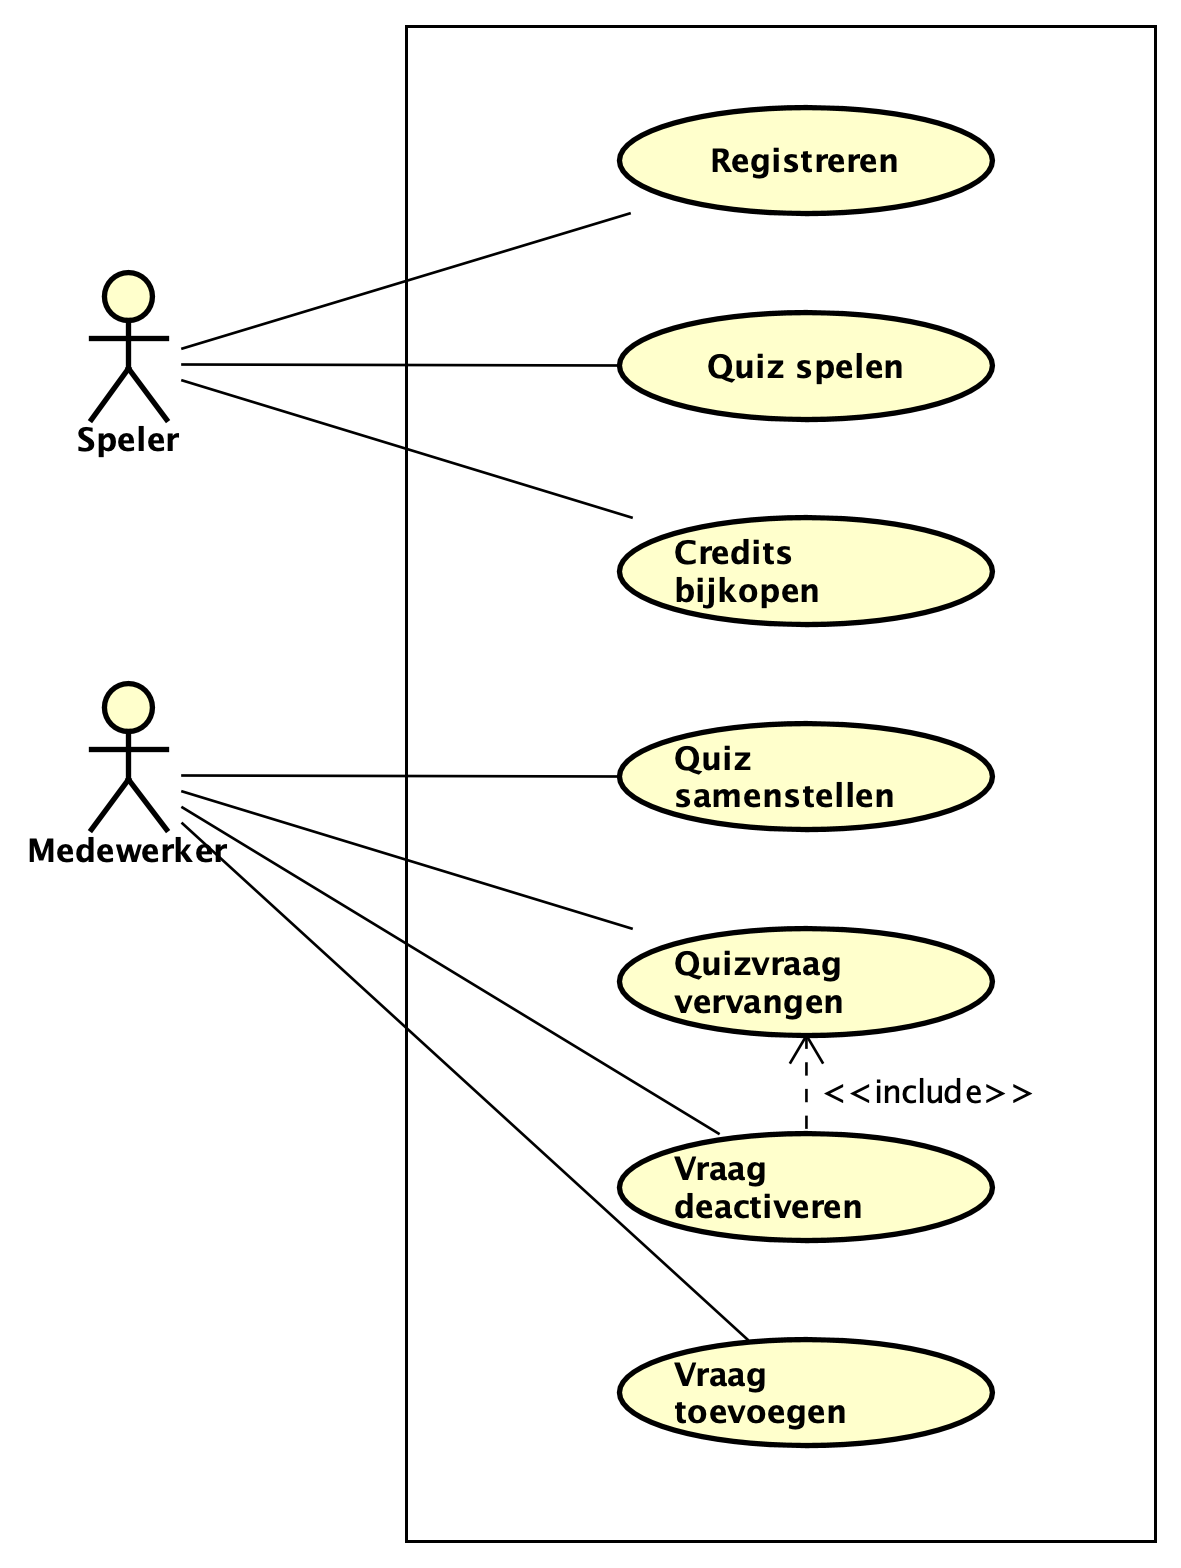 Registreren
Quiz spelen
Speler
Credits
bijkopen
Quiz
samenstellen
Medewerker
Quizvraag
vervangen
<<include>>
Vraag
deactiveren
Vraag
toevoegen